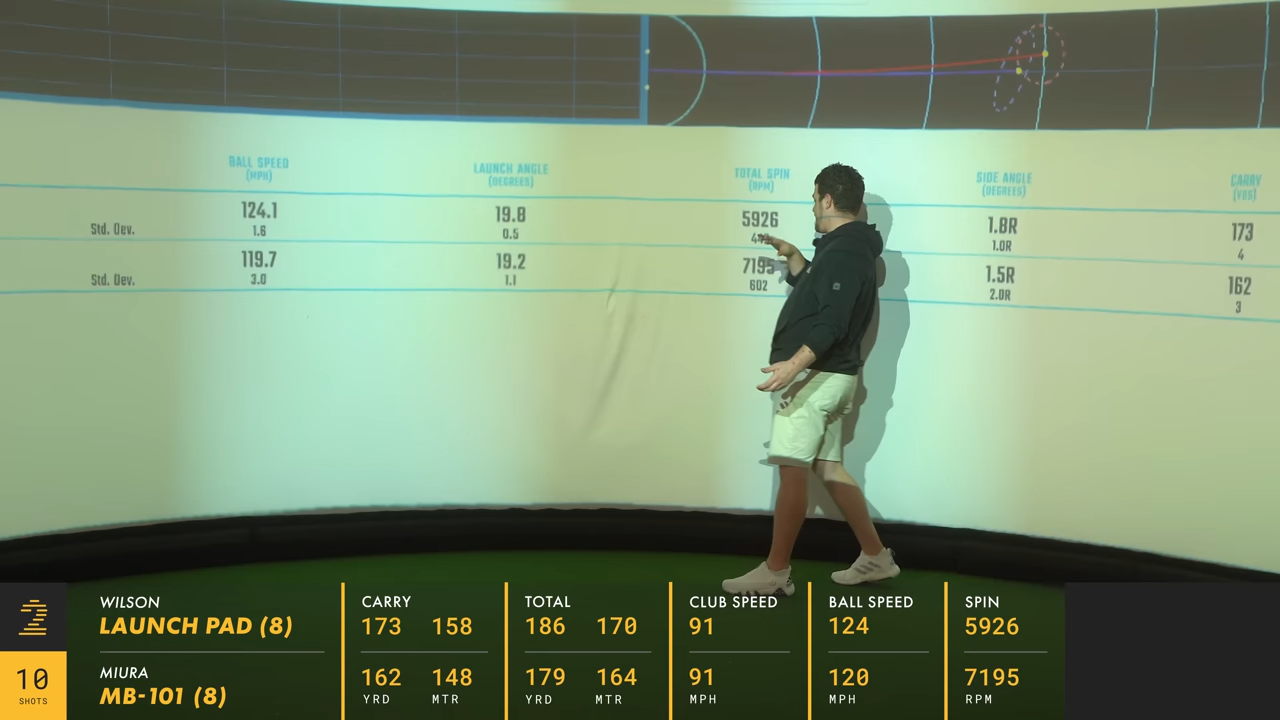 BALL SPEED
(MPH)
LAUNCH ANGLE
(DEGREES)
TOTAL SPIN
(RPM)
SIDE ANGLE
(DEGREES)
CARRY
(YDS)
124.1 19.8 5926 1.8R 173
Std. Dev. 1.6 0.5 1.0R 4
119.7 19.2 7195 1.5R 162
Std. Dev. 3.0 1.1 602 2.0R 3
WILSON
LAUNCH PAD (8)
CARRY
173 158
TOTAL
186 170
CLUB SPEED
91
BALL SPEED
124
SPIN
5926
10
SHOTS
MIURA
MB-101 (8)
162 148
YRD MTR
179 164
YRD MTR
91
MPH
120
MPH
7195
RPM